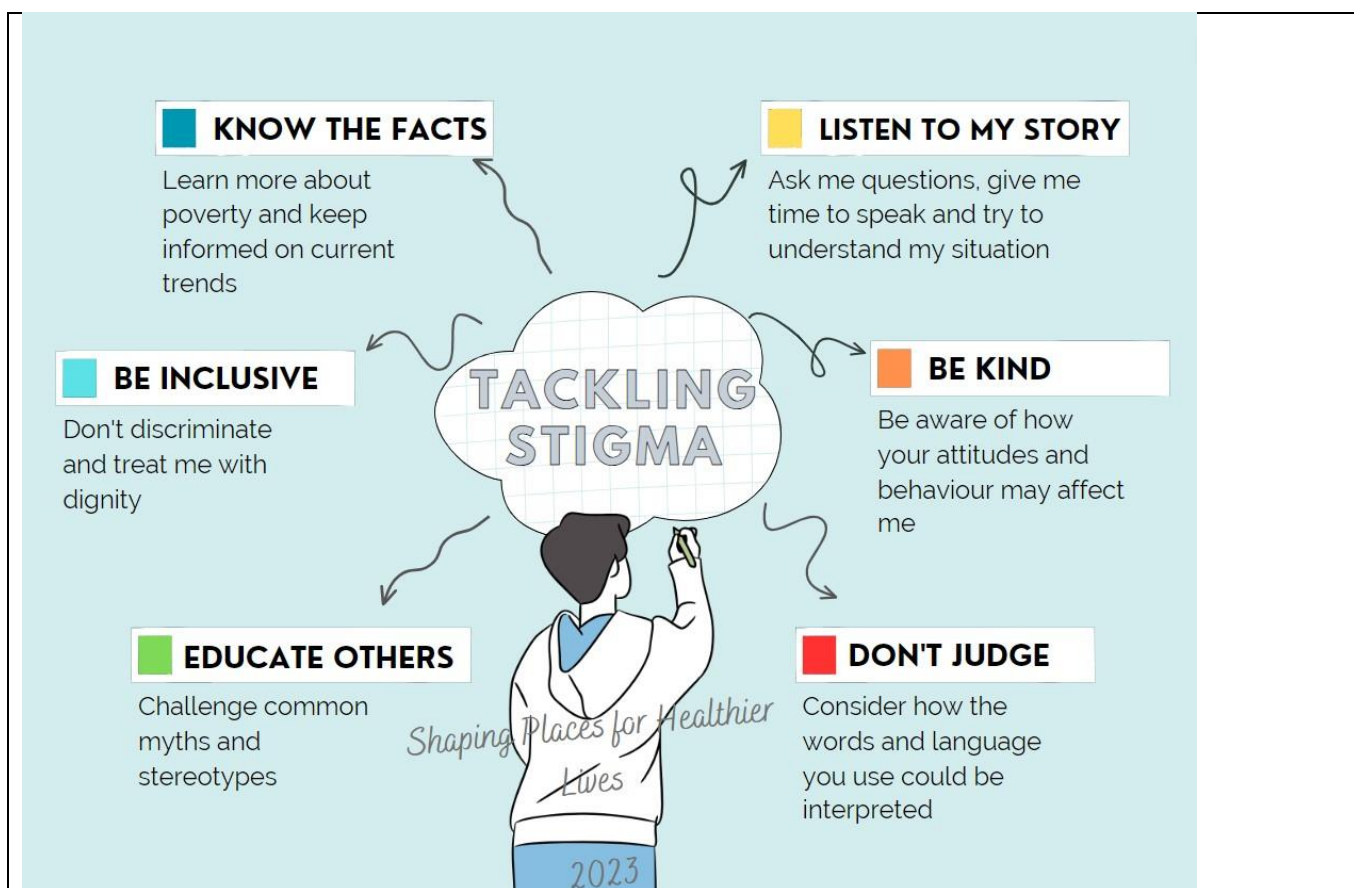 KNOW THE FACTS
Learn more about
poverty and keep
informed on current
trends
LISTEN TO MY STORY
Ask me questions, give me
time to speak and try to
understand my situation
BE INCLUSIVE
Don't discriminate
and treat me with
dignity
TACKLING
STIGMA
BE KIND
Be aware of how
your attitudes and
behaviour may affect
me
EDUCATE OTHERS
Challenge common
myths and
stereotypes
DON'T JUDGE
Consider how the
words and language
you use could be
interpreted
Shaping Places for Healthier
Lives
2023